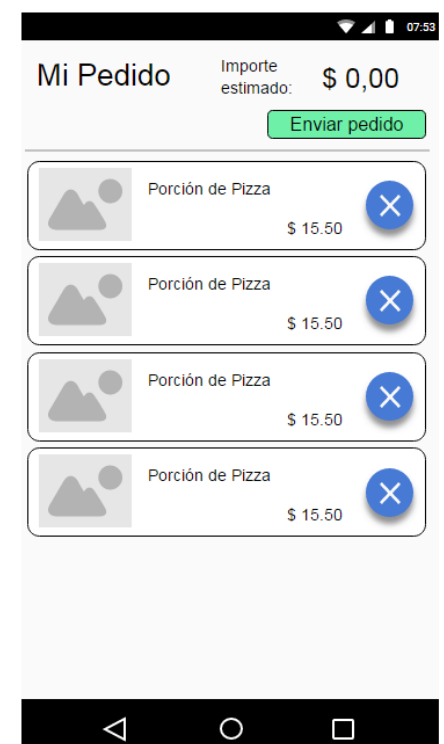 07:53
Mi Pedido
Importe
estimado:
$ 0,00
Enviar pedido
Porción de Pizza
$ 15.50
Porción de Pizza
$ 15.50
Porción de Pizza
$ 15.50
Porción de Pizza
$ 15.50